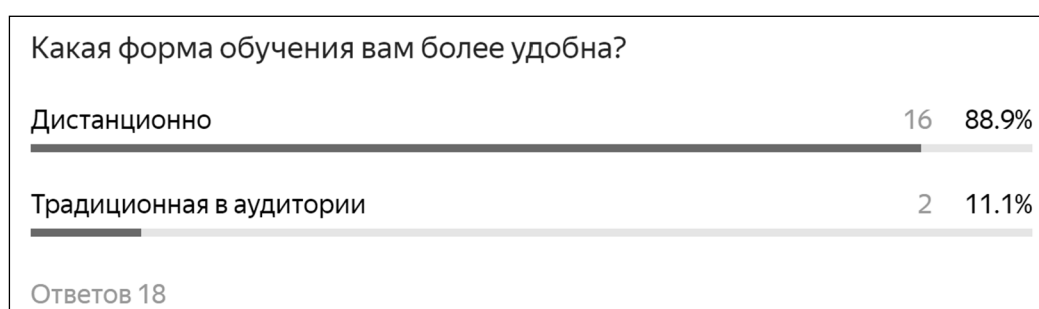 Какая форма обучения вам более удобна?
Дистанционно 16 88.9%
Традиционная в аудитории 2 11.1%
Ответов 18